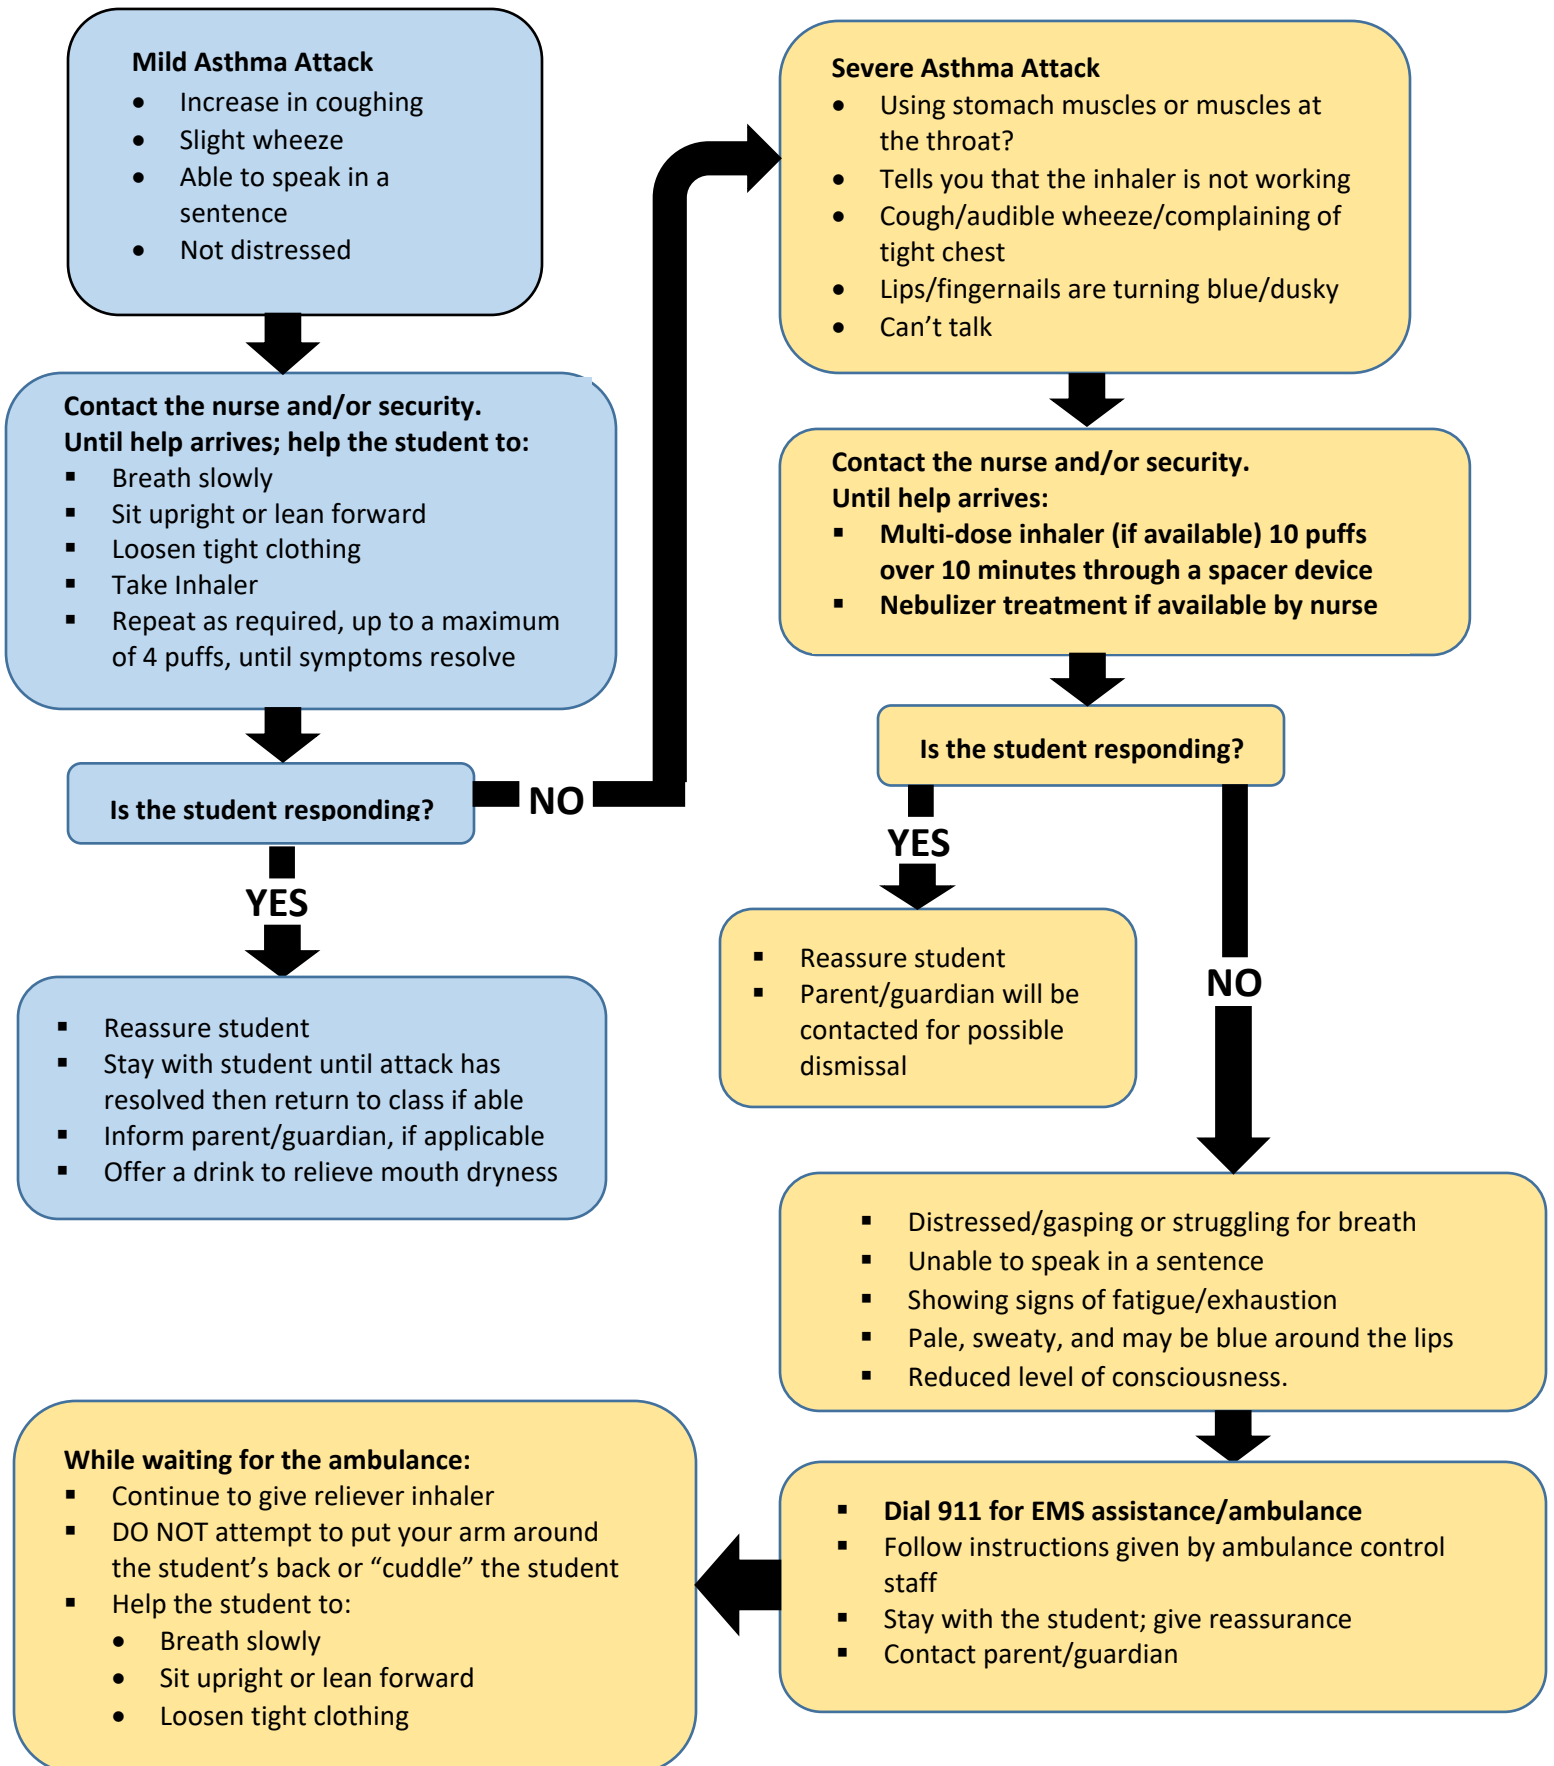 Mild Asthma Attack
• Increase in coughing
• Slight wheeze
• Able to speak in a
sentence
• Not distressed
Contact the nurse and/or security.
Until help arrives; help the student to:
▪ Breath slowly
▪ Sit upright or lean forward
▪ Loosen tight clothing
▪ Take Inhaler
▪ Repeat as required, up to a maximum
of 4 puffs, until symptoms resolve
Is the student responding?
NO
YES
▪ Reassure student
▪ Stay with student until attack has
resolved then return to class if able
▪ Inform parent/guardian, if applicable
▪ Offer a drink to relieve mouth dryness
Severe Asthma Attack
• Using stomach muscles or muscles at
the throat?
• Tells you that the inhaler is not working
• Cough/audible wheeze/complaining of
tight chest
• Lips/fingernails are turning blue/dusky
• Can’t talk
Contact the nurse and/or security.
Until help arrives:
▪ Multi-dose inhaler (if available) 10 puffs
over 10 minutes through a spacer device
▪ Nebulizer treatment if available by nurse
Is the student responding?
YES
▪ Reassure student
▪ Parent/guardian will be
contacted for possible
dismissal
NO
▪ Distressed/gasping or struggling for breath
▪ Unable to speak in a sentence
▪ Showing signs of fatigue/exhaustion
▪ Pale, sweaty, and may be blue around the lips
▪ Reduced level of consciousness.
▪ Dial 911 for EMS assistance/ambulance
▪ Follow instructions given by ambulance control
staff
▪ Stay with the student; give reassurance
▪ Contact parent/guardian
While waiting for the ambulance:
▪ Continue to give reliever inhaler
▪ DO NOT attempt to put your arm around
the student’s back or “cuddle” the student
▪ Help the student to:
• Breath slowly
• Sit upright or lean forward
• Loosen tight clothing